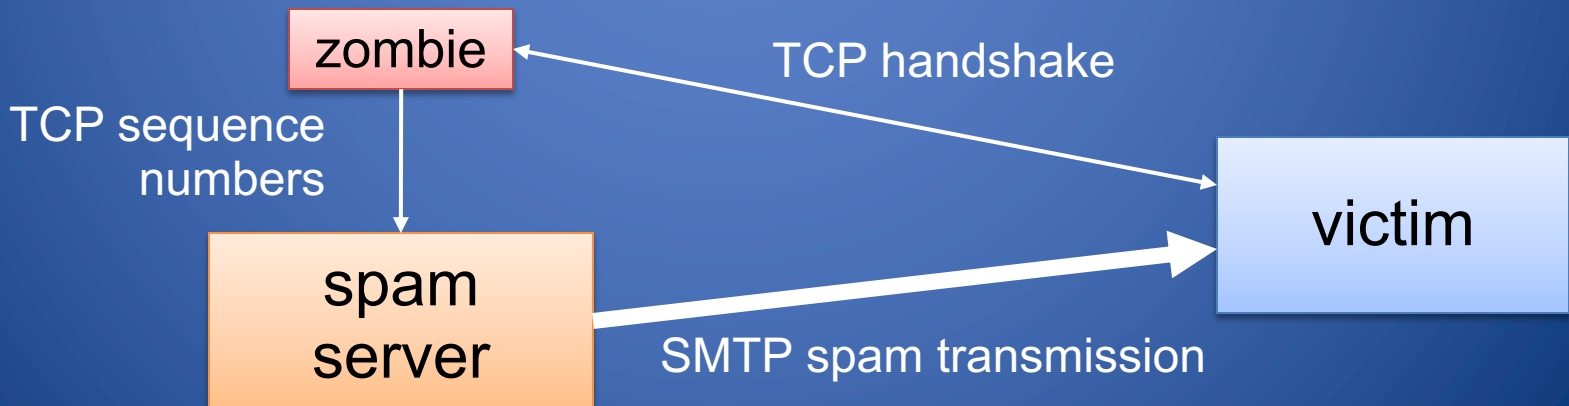 zombie
TCP handshake
TCP sequence
numbers
victim
spam
server
SMTP spam transmission